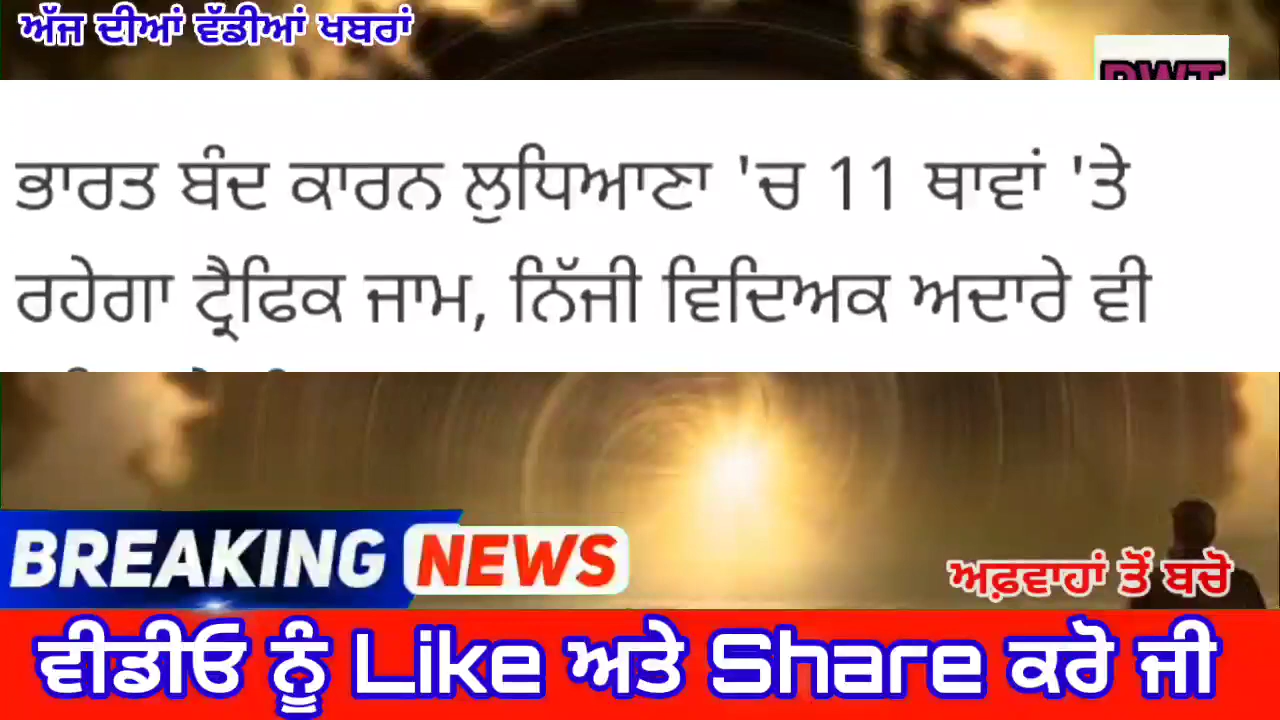 ਅੱਜ ਦੀਆਂ ਵੱਡੀਆਂ ਖਬਰਾਂ
ਭਾਰਤ ਬੰਦ ਕਾਰਨ ਲੁਧਿਆਣਾ 'ਚ 11 ਥਾਵਾਂ 'ਤੇ
ਰਹੇਗਾ ਟ੍ਰੈਫਿਕ ਜਾਮ, ਨਿੱਜੀ ਵਿਦਿਅਕ ਅਦਾਰੇ ਵੀ
BREAKING NEWS
ਅਫ਼ਵਾਹਾਂ ਤੋਂ ਬਚੋ
ਵੀਡੀਓ ਨੂੰ Like ਅਤੇ Share ਕਰੋ ਜੀ